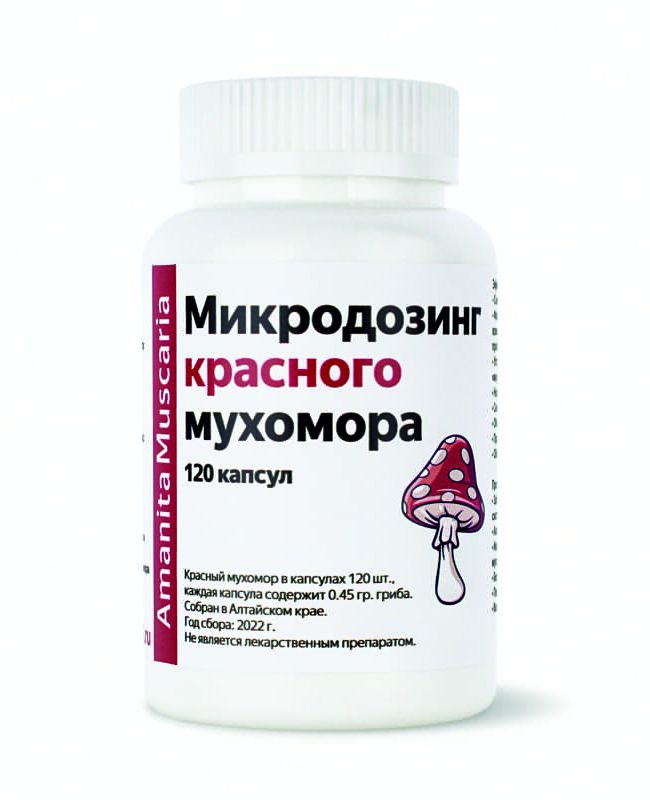 Amanita Muscaria
Микродозинг
красного
мухомора
120 капсул
Красный мухомор в капсулах 120 шт.,
каждая капсула содержит 0.45 гр. гриба.
Собран в Алтайском крае.
Год сбора: 2022 г.
Не является лекарственным препаратом.